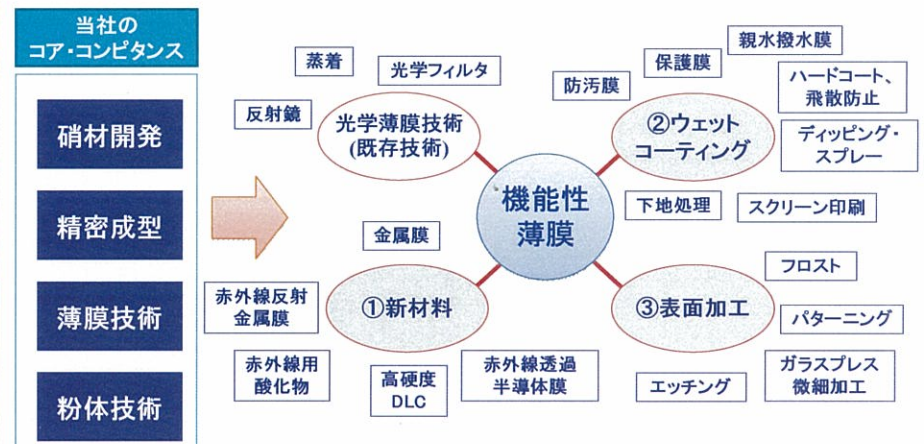 当社の
コア・コンピタンス
硝材開発
精密成型
薄膜技術
粉体技術
蒸着
光学フィルタ
反射鏡
光学薄膜技術
(既存技術)
防汚膜
保護膜
親水撥水膜
ハードコート、
飛散防止
②ウェット
コーティング
ディッピング・
スプレー
機能性
薄膜
下地処理
スクリーン印刷
金属膜
赤外線反射
金属膜
①新材料
赤外線用
酸化物
高硬度
DLC
赤外線透過
半導体膜
③表面加工
フロスト
パターニング
エッチング
ガラスプレス
微細加工